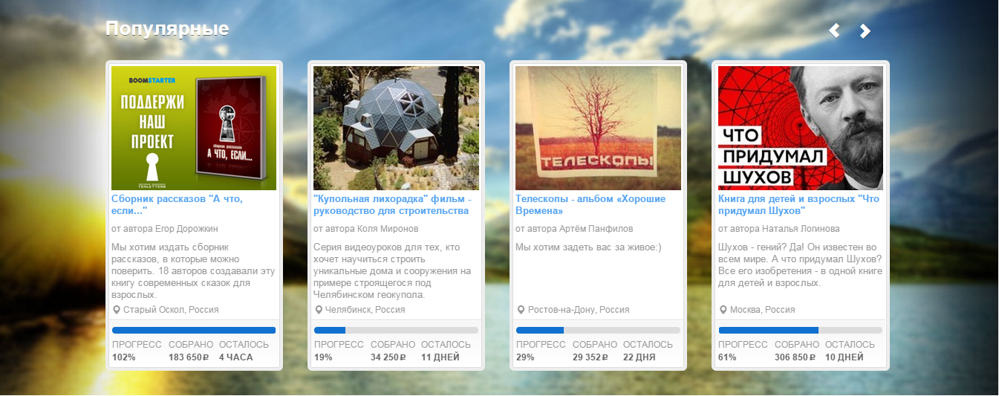 Популярные
BOOMSTARTER
ПОДДЕРЖИ
НАШ
ПРОЕКТ
сборник рассказов
А ЧТО, ЕСЛИ...
TENLETTERS
Сборник рассказов "А что,
если..."
от автора Егор Дорожкин
Мы хотим издать сборник
рассказов, в которые можно
поверить. 18 авторов создавали эту
книгу современных сказок для
взрослых.
Старый Оскол, Россия
ПРОГРЕСС СОБРАНО ОСТАЛОСЬ
102% 183 650 ₽ 4 ЧАСА
"Купольная лихорадка" фильм -
руководство для строительства
от автора Коля Миронов
Серия видеоуроков для тех, кто
хочет научиться строить
уникальные дома и сооружения на
примере строящегося под
Челябинском геокупола.
Челябинск, Россия
ПРОГРЕСС СОБРАНО ОСТАЛОСЬ
19% 34 250 ₽ 11 ДНЕЙ
ТЕЛЕСКОПЫ
Телескопы - альбом «Хорошие
Времена»
от автора Артём Панфилов
Мы хотим задеть вас за живое:)
Ростов-на-Дону, Россия
ПРОГРЕСС СОБРАНО ОСТАЛОСЬ
29% 29 352 ₽ 22 ДНЯ
ЧТО
ПРИДУМАЛ
ШУХОВ
Книга для детей и взрослых "Что
придумал Шухов"
от автора Наталья Логинова
Шухов - гений? Да! Он известен во
всем мире. А что придумал Шухов?
Все его изобретения - в одной книге
для детей и взрослых.
Москва, Россия
ПРОГРЕСС СОБРАНО ОСТАЛОСЬ
61% 306 850 ₽ 10 ДНЕЙ